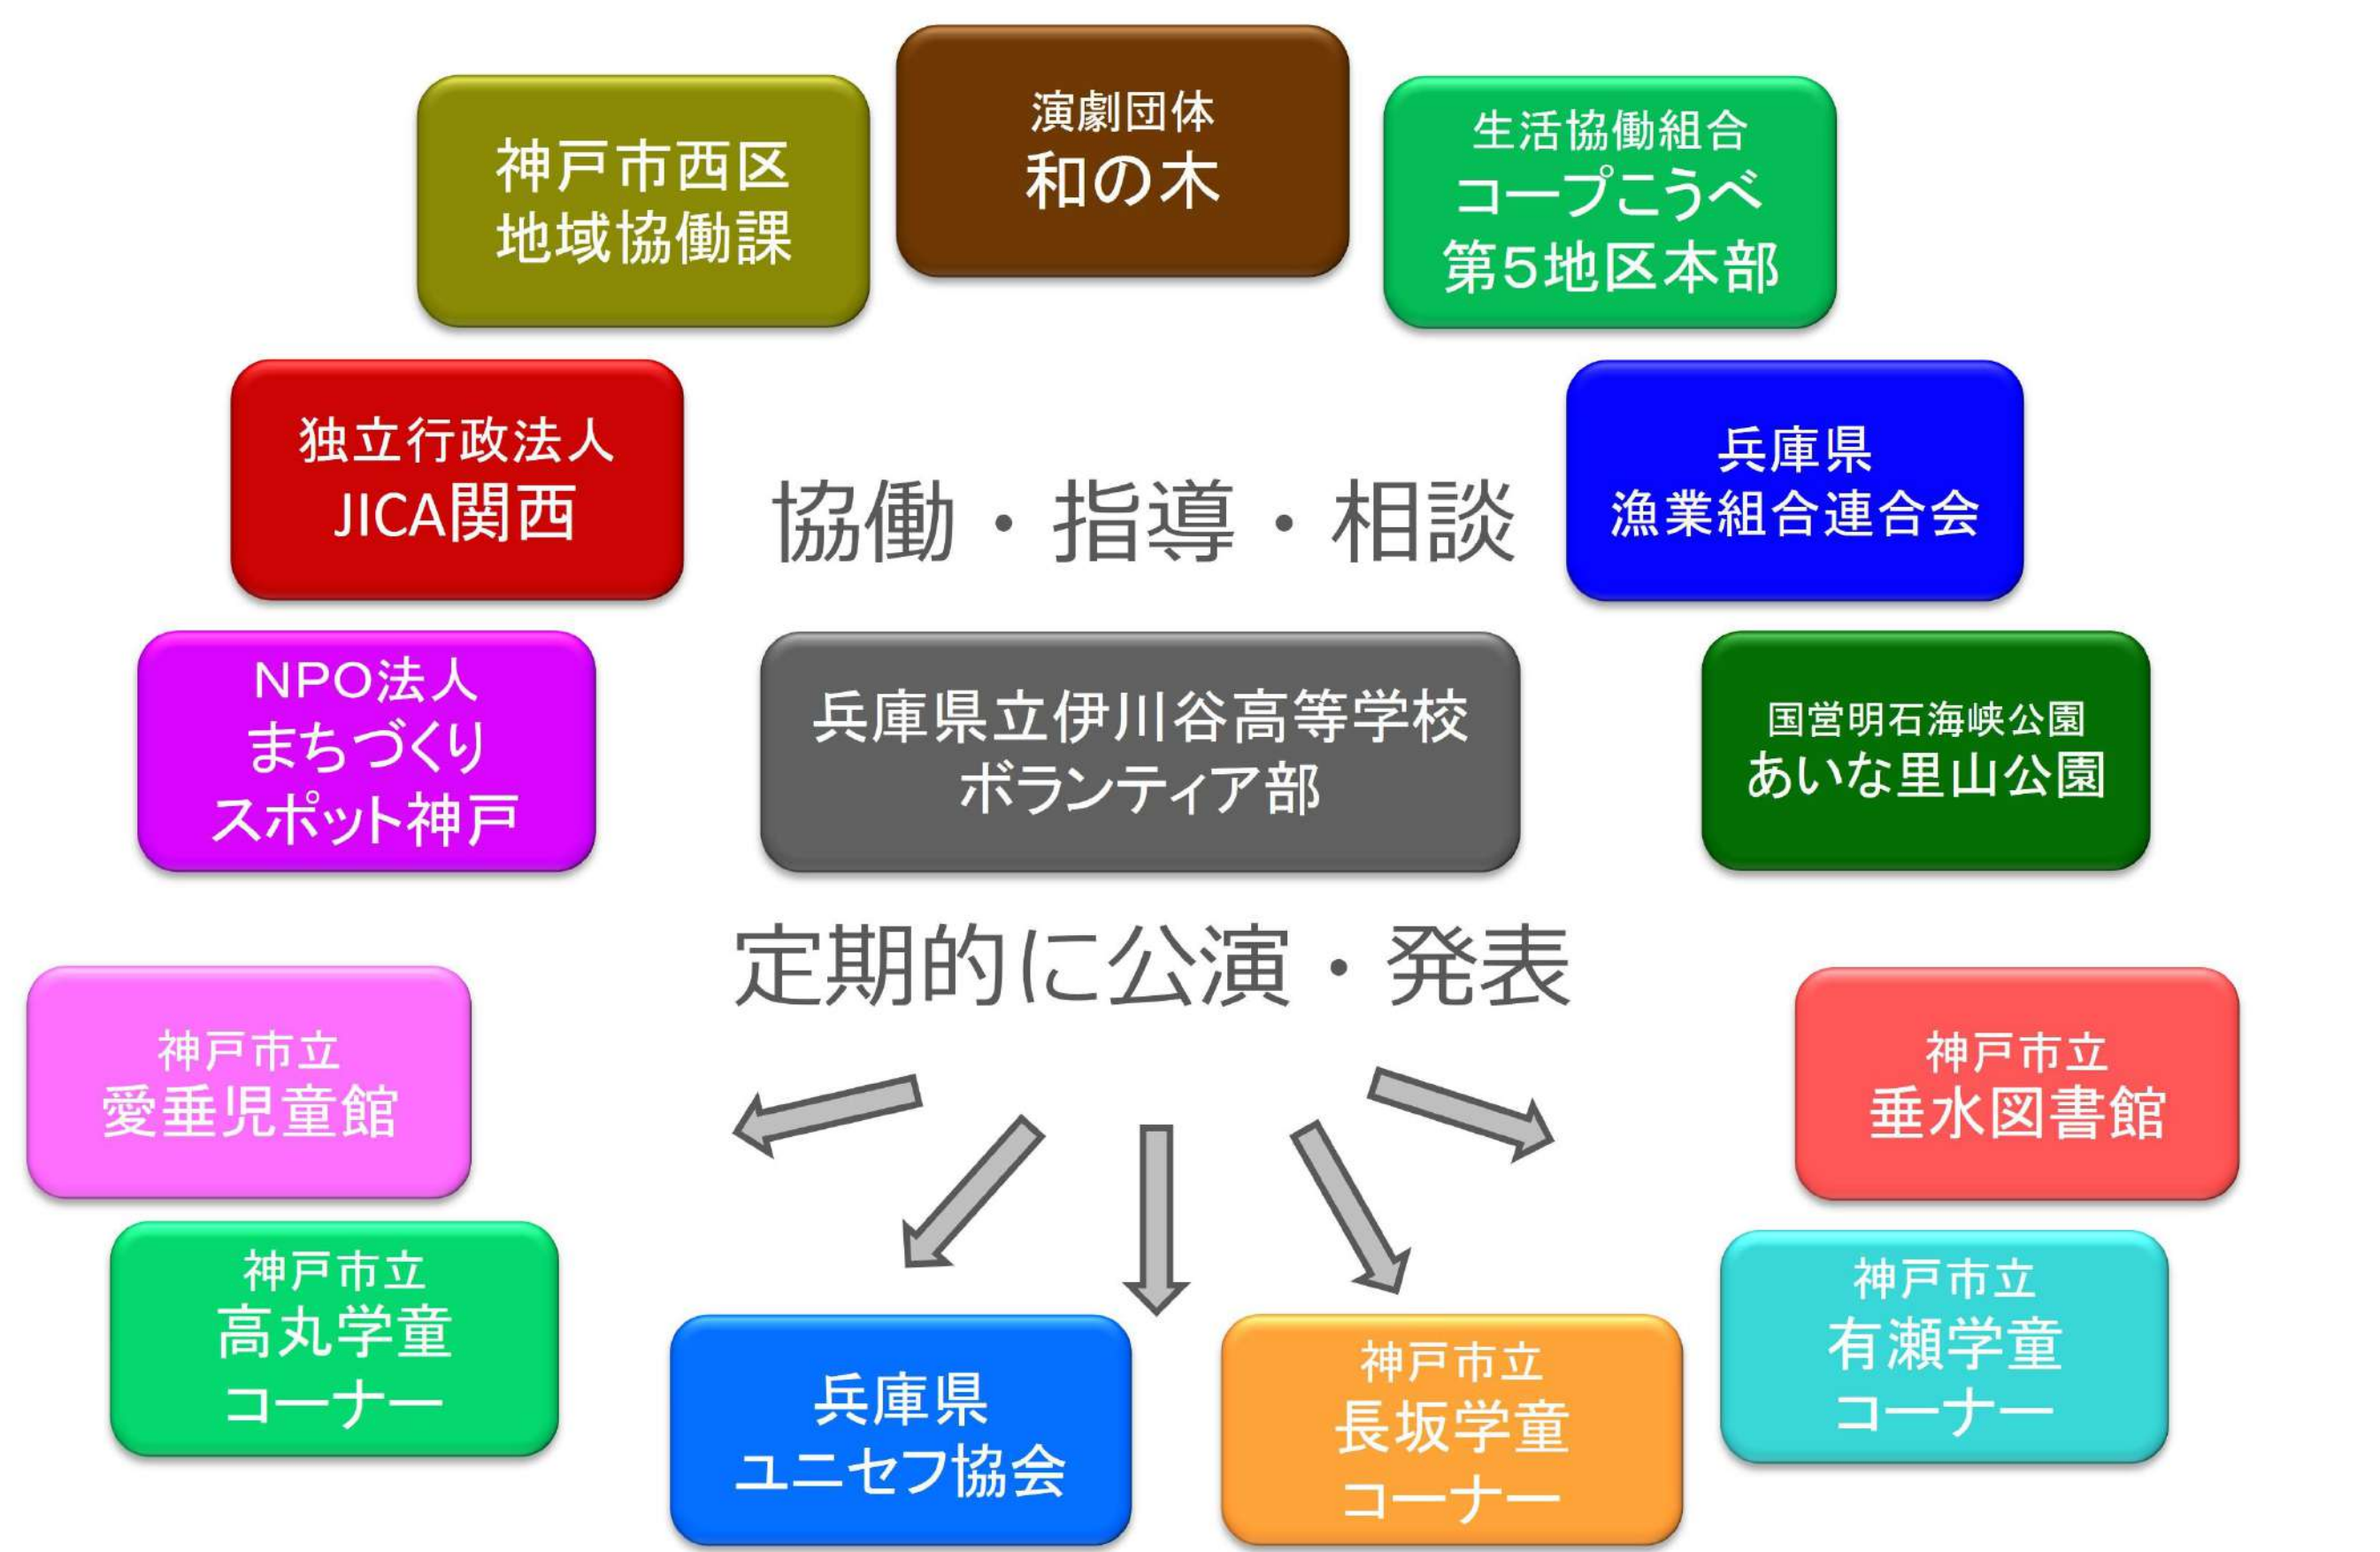 演劇団体
和の木
神戸市西区
地域協働課
生活協働組合
コープこうべ
第5地区本部
独立行政法人
JICA関西
兵庫県
漁業組合連合会
協働・指導・相談
NPO法人
まちづくり
スポット神戸
兵庫県立伊川谷高等学校
ボランティア部
国営明石海峡公園
あいな里山公園
定期的に公演・発表
神戸市立
愛垂児童館
神戸市立
垂水図書館
神戸市立
高丸学童
コーナー
兵庫県
ユニセフ協会
神戸市立
長坂学童
コーナー
神戸市立
有瀬学童
コーナー